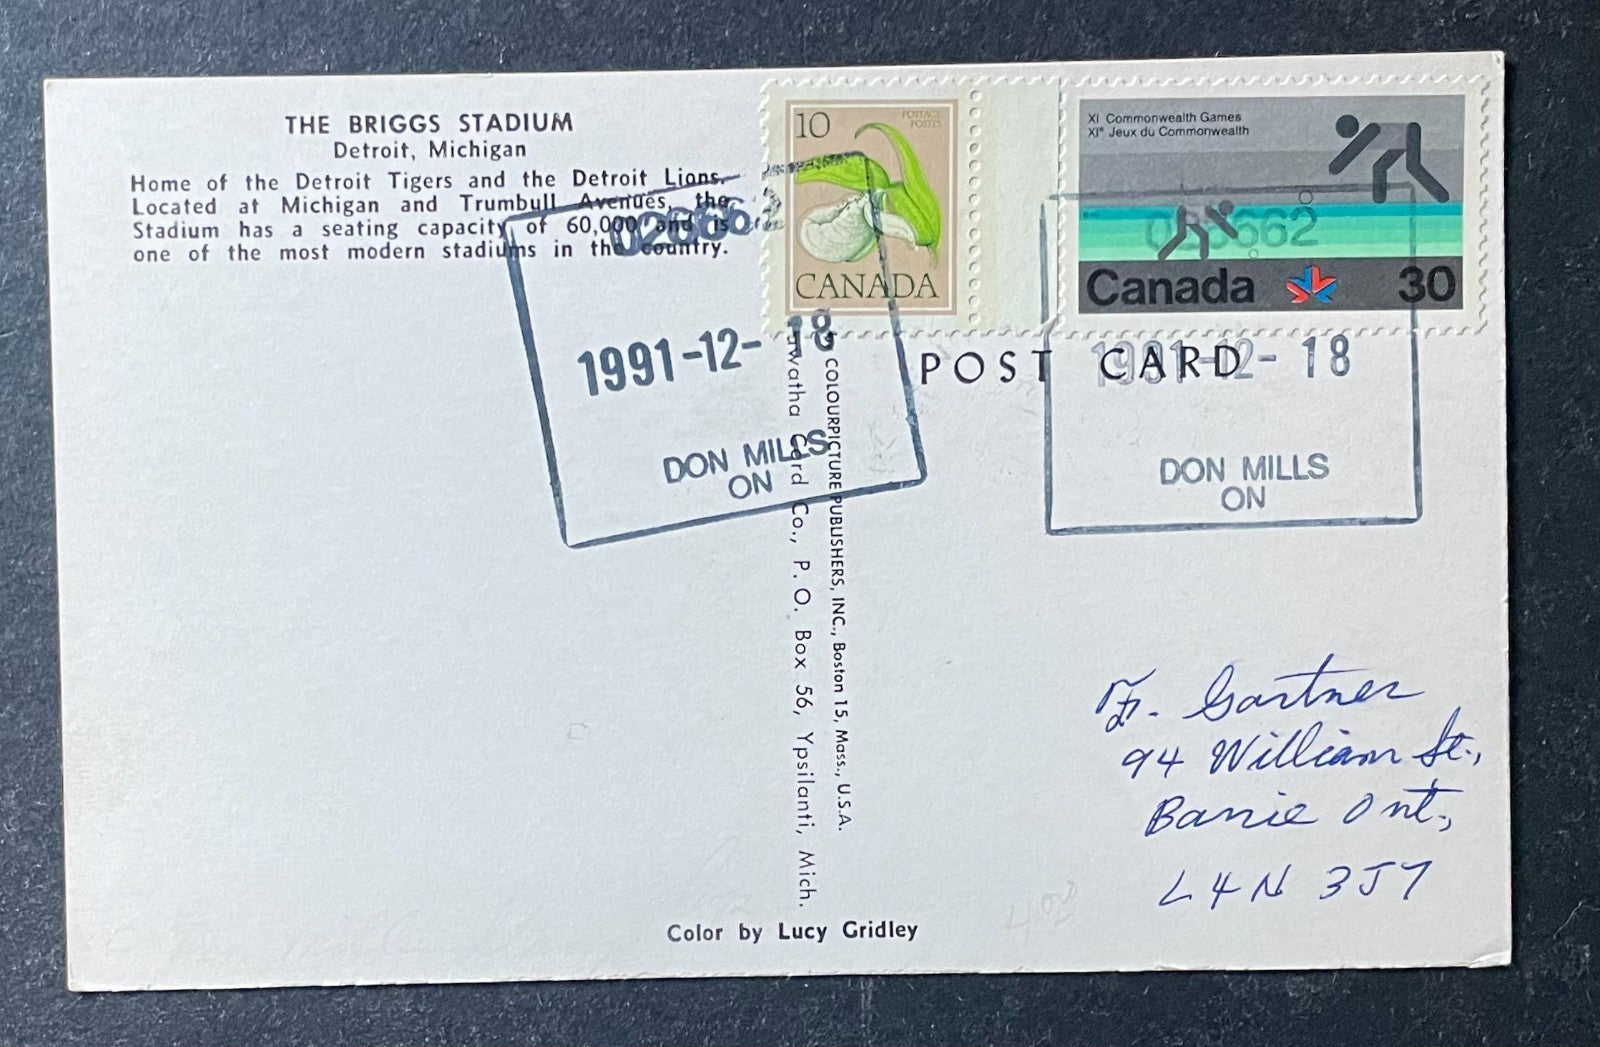 THE BRIGGS STADIUM
Detroit, Michigan
Home of the Detroit Tigers and the Detroit Lions.
Located at Michigan and Trumbull Avenues, the
Stadium has a seating capacity of 60,000 and is
one of the most modern stadiums in the country.
10
POSTAGE
POSTES
CANADA
XI Commonwealth Games
XIe Jeux du Commonwealth
Canada 30
1991-12-18
DON MILLS
ON
POST CARD
1991-12-18
DON MILLS
ON
COLOURPICTURE PUBLISHERS, INC., Boston 15, Mass., U.S.A.
Card Co., P. O. Box 56, Ypsilanti, Mich.
F. Gartner
94 William St.,
Barrie Ont.,
L4N 3J7
Color by Lucy Gridley